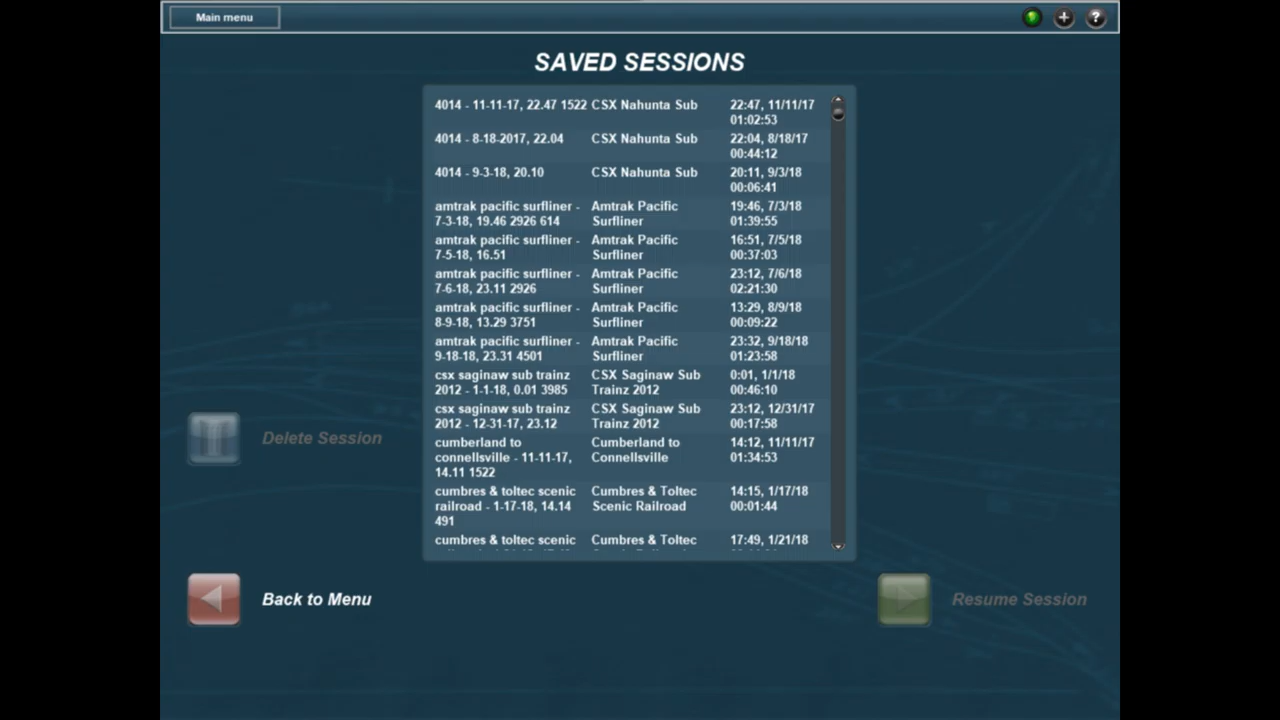 Main menu
?
SAVED SESSIONS
4014 - 11-11-17, 22.47 1522 CSX Nahunta Sub 22:47, 11/11/17
01:02:53
4014 - 8-18-2017, 22.04 CSX Nahunta Sub 22:04, 8/18/17
00:44:12
4014 - 9-3-18, 20.10 CSX Nahunta Sub 20:11, 9/3/18
00:06:41
amtrak pacific surfliner - Amtrak Pacific 19:46, 7/3/18
7-3-18, 19.46 2926 614 Surfliner 01:39:55
amtrak pacific surfliner - Amtrak Pacific 16:51, 7/5/18
7-5-18, 16.51 Surfliner 00:37:03
amtrak pacific surfliner - Amtrak Pacific 23:12, 7/6/18
7-6-18, 23.11 2926 Surfliner 02:21:30
amtrak pacific surfliner - Amtrak Pacific 13:29, 8/9/18
8-9-18, 13.29 3751 Surfliner 00:09:22
amtrak pacific surfliner - Amtrak Pacific 23:32, 9/18/18
9-18-18, 23.31 4501 Surfliner 01:23:58
csx saginaw sub trainz CSX Saginaw Sub 0:01, 1/1/18
2012 - 1-1-18, 0.01 3985 Trainz 2012 00:46:10
csx saginaw sub trainz CSX Saginaw Sub 23:12, 12/31/17
2012 - 12-31-17, 23.12 Trainz 2012 00:17:58
cumberland to Cumberland to 14:12, 11/11/17
connellsville - 11-11-17, Connellsville 01:34:53
14.11 1522
cumbres & toltec scenic Cumbres & Toltec 14:15, 1/17/18
railroad - 1-17-18, 14.14 Scenic Railroad 00:01:44
491
cumbres & toltec scenic Cumbres & Toltec 17:49, 1/21/18
Delete Session
Back to Menu
Resume Session